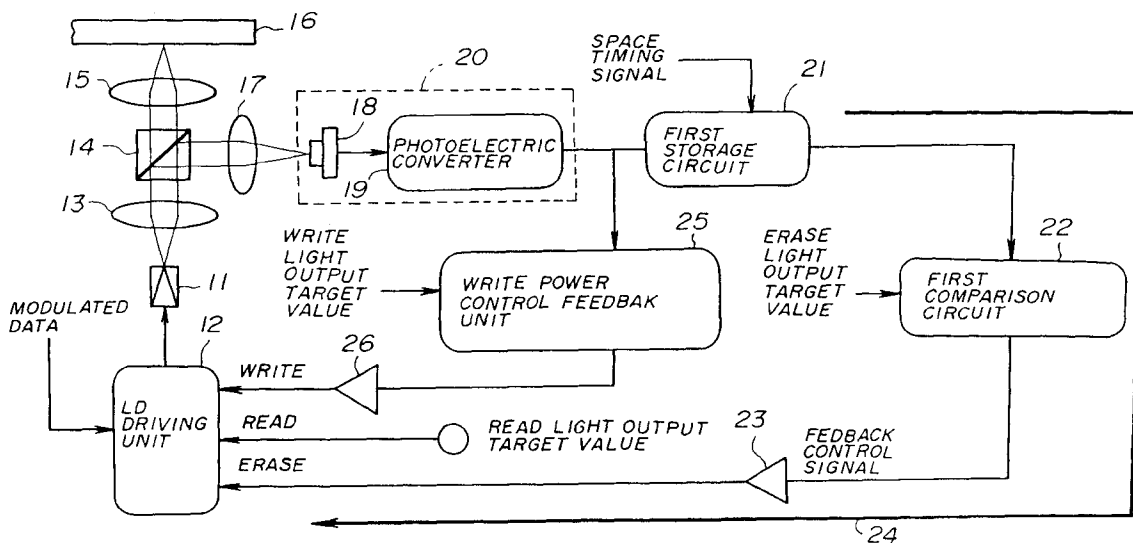 16
SPACE
TIMING
SIGNAL
20
21
15
17
18
14
PHOTOELECTRIC
CONVERTER
19
FIRST
STORAGE
CIRCUIT
13
WRITE
LIGHT
OUTPUT
TARGET
VALUE
25
ERASE
LIGHT
OUTPUT
TARGET
VALUE
22
11
WRITE POWER
CONTROL FEEDBAK
UNIT
FIRST
COMPARISON
CIRCUIT
MODULATED
DATA
12
26
WRITE
LD
DRIVING
UNIT
READ
READ LIGHT OUTPUT
TARGET VALUE
23
FEDBACK
CONTROL
SIGNAL
ERASE
24